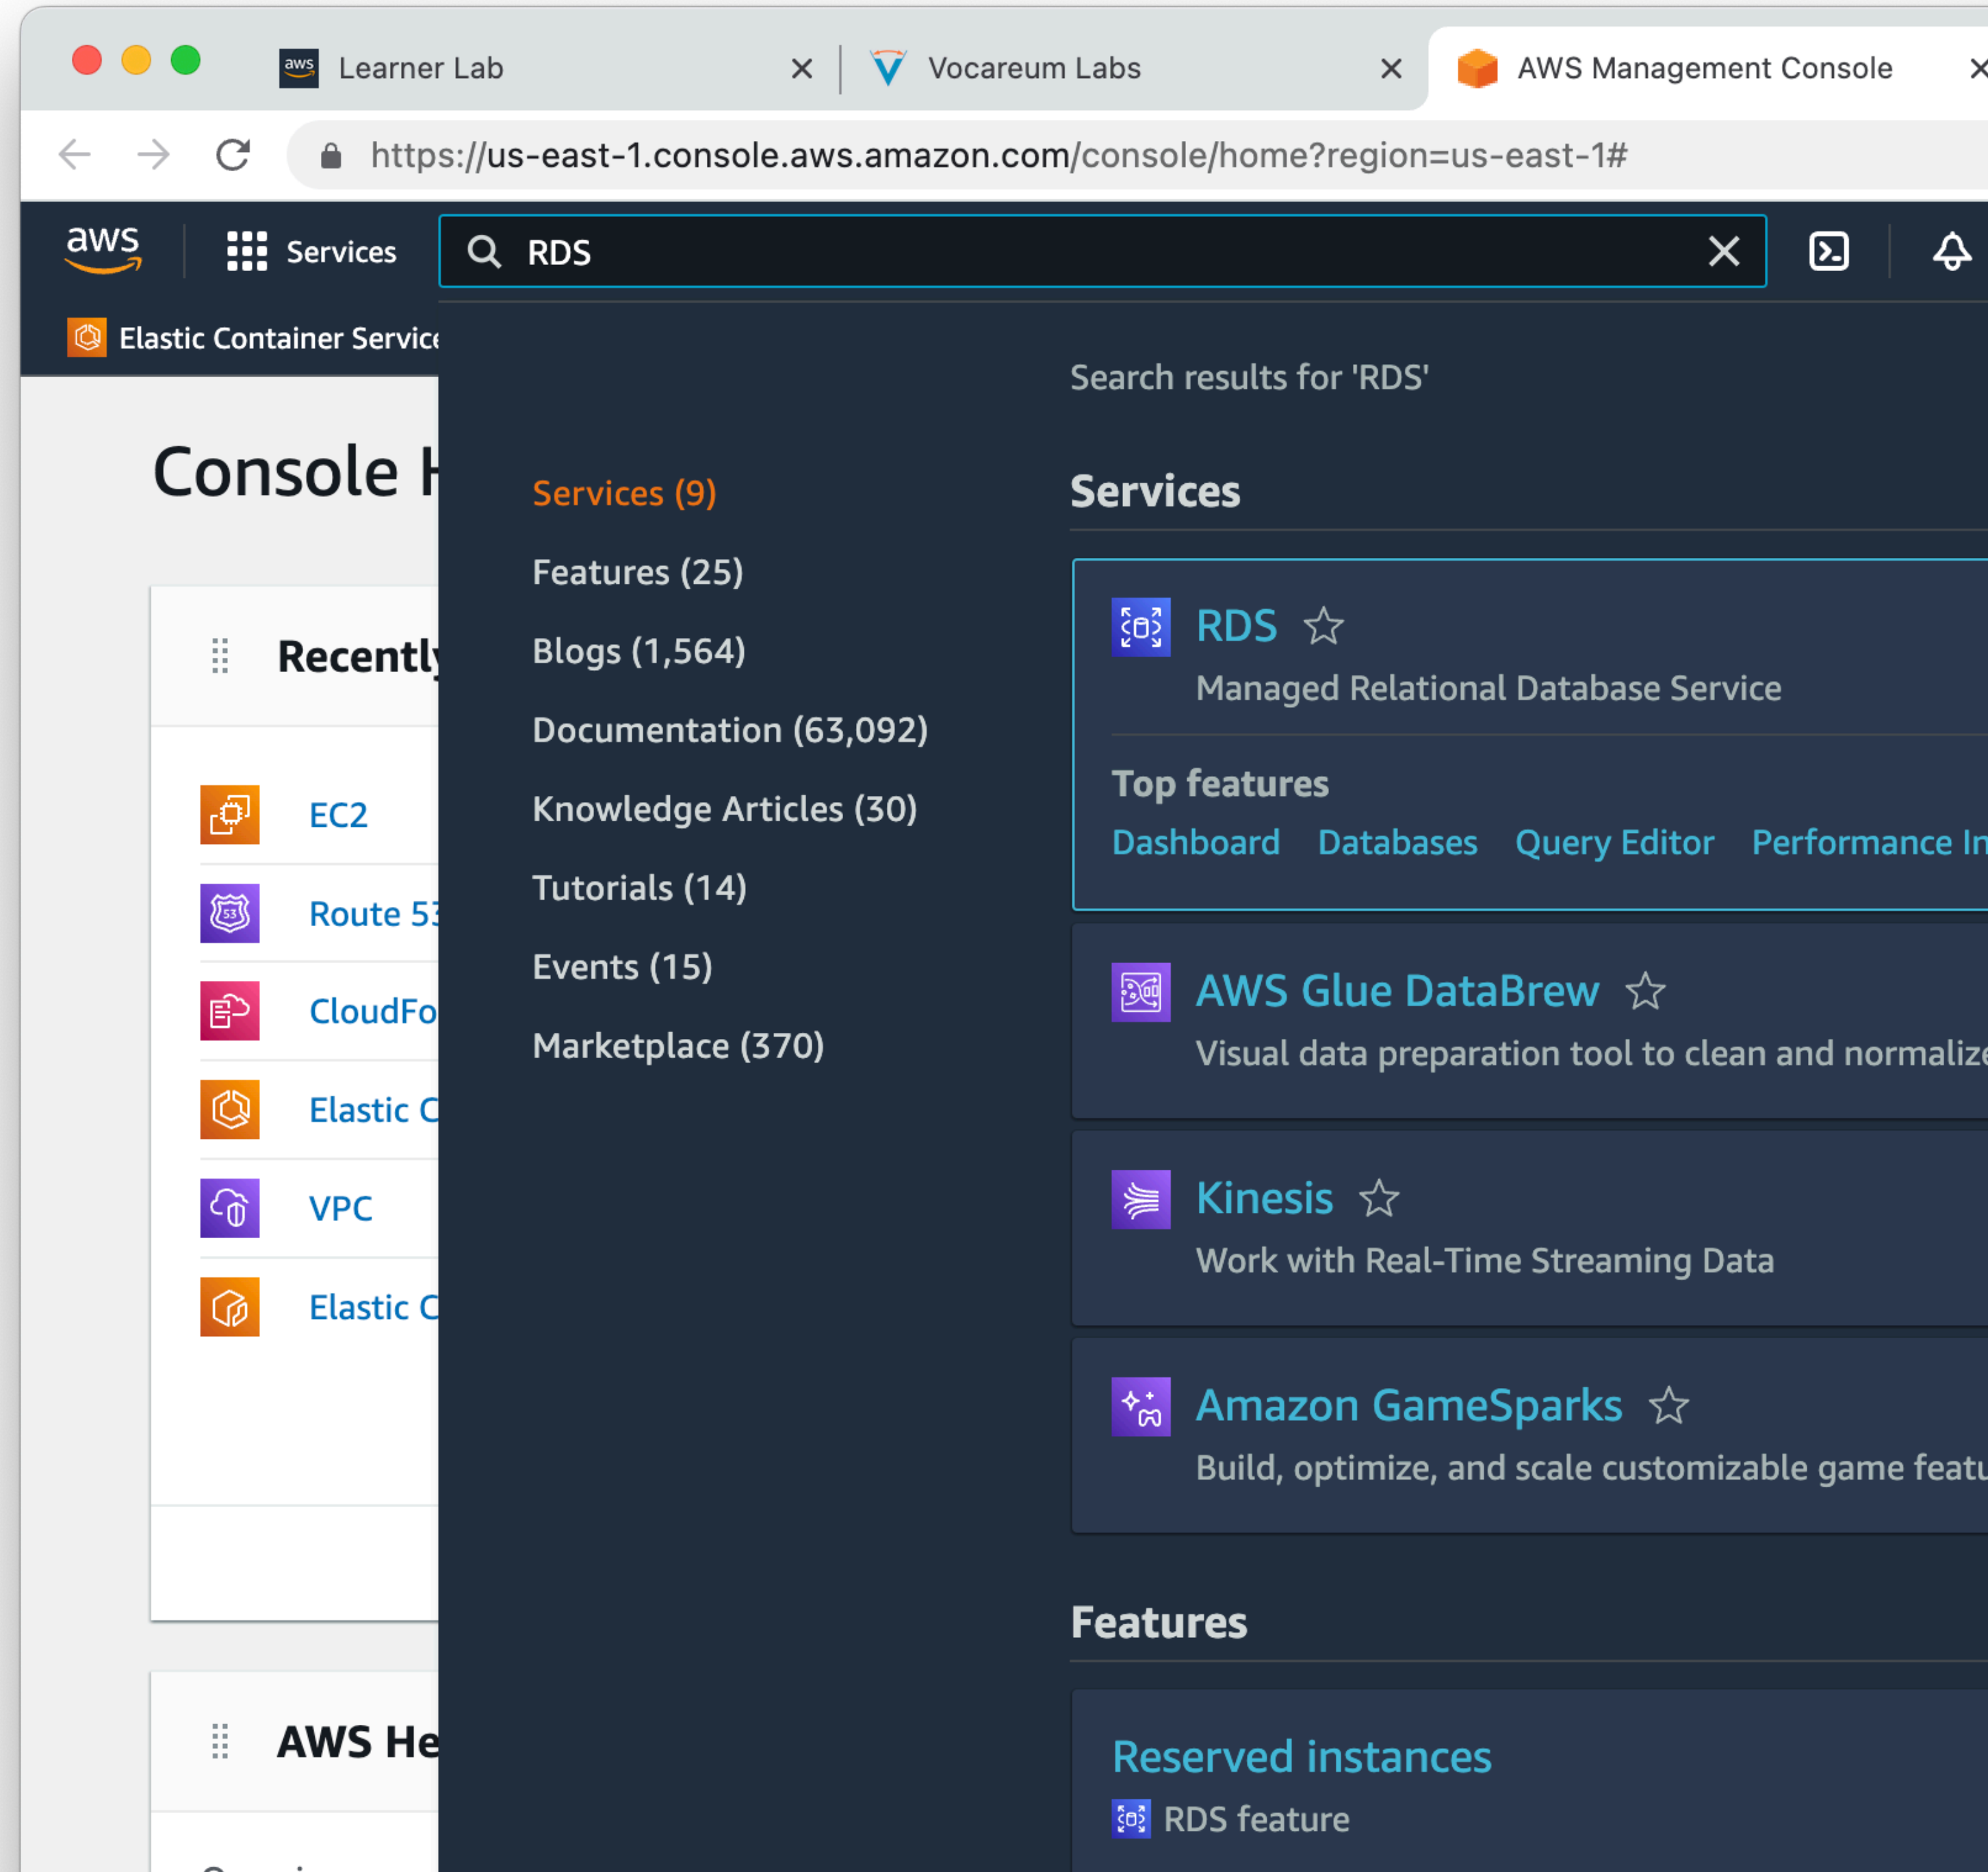 aws Learner Lab
Vocareum Labs
AWS Management Console
https://us-east-1.console.aws.amazon.com/console/home?region=us-east-1#
aws
Services
RDS
Elastic Container Service
Console
Recently
EC2
Route 53
CloudFo
Elastic C
VPC
Elastic C
AWS He
Search results for 'RDS'
Services (9)
Features (25)
Blogs (1,564)
Documentation (63,092)
Knowledge Articles (30)
Tutorials (14)
Events (15)
Marketplace (370)
Services
RDS
Managed Relational Database Service
Top features
Dashboard Databases Query Editor Performance In
AWS Glue DataBrew
Visual data preparation tool to clean and normalize
Kinesis
Work with Real-Time Streaming Data
Amazon GameSparks
Build, optimize, and scale customizable game featu
Features
Reserved instances
RDS feature